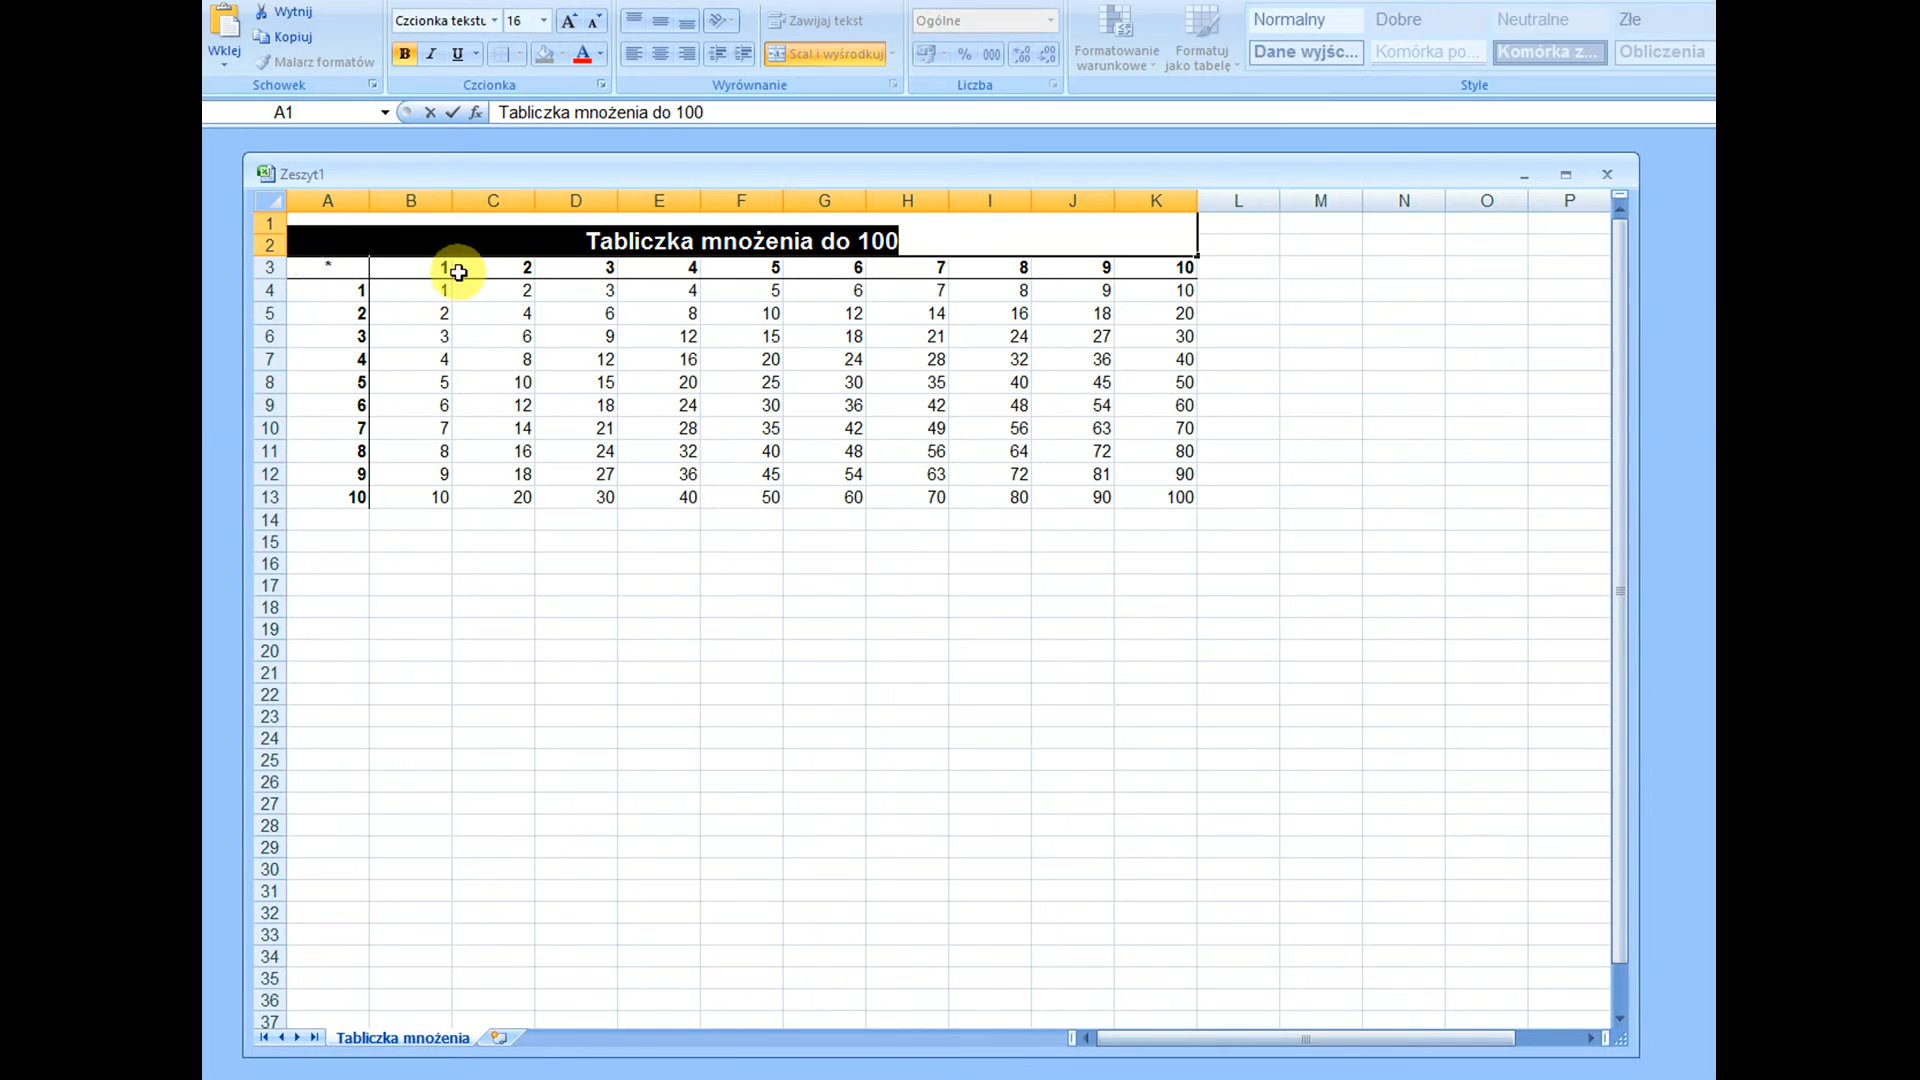 Wklej
Wytnij
Kopiuj
Malarz formatów
Schowek
Czcionka tekstu 16
B I U A
Czcionka
Zawijaj tekst
Scal i wyśrodkuj
Wyrównanie
Ogólne
% 000
Liczba
Formatowanie warunkowe
Formatuj jako tabelę
Normalny Dobre Neutralne Złe
Dane wyjśc... Komórka po... Komórka z... Obliczenia
Style
A1 fx Tabliczka mnożenia do 100
Zeszyt1
A B C D E F G H I J K L M N O P
1
2 Tabliczka mnożenia do 100
3 * 1 2 3 4 5 6 7 8 9 10
4 1 1 2 3 4 5 6 7 8 9 10
5 2 2 4 6 8 10 12 14 16 18 20
6 3 3 6 9 12 15 18 21 24 27 30
7 4 4 8 12 16 20 24 28 32 36 40
8 5 5 10 15 20 25 30 35 40 45 50
9 6 6 12 18 24 30 36 42 48 54 60
10 7 7 14 21 28 35 42 49 56 63 70
11 8 8 16 24 32 40 48 56 64 72 80
12 9 9 18 27 36 45 54 63 72 81 90
13 10 10 20 30 40 50 60 70 80 90 100
14
15
16
17
18
19
20
21
22
23
24
25
26
27
28
29
30
31
32
33
34
35
36
37
Tabliczka mnożenia